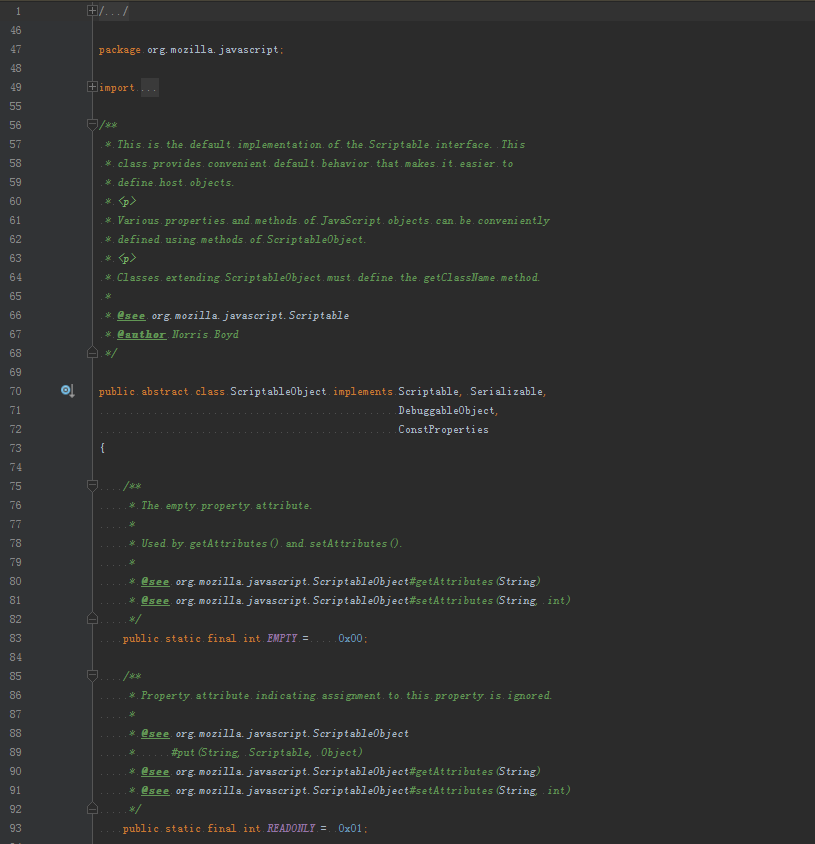 1 /.../
46
47 package org.mozilla.javascript;
48
49 import ...
55
56 /**
57 * This is the default implementation of the Scriptable interface. This
58 * class provides convenient default behavior that makes it easier to
59 * define host objects.
60 * <p>
61 * Various properties and methods of JavaScript objects can be conveniently
62 * defined using methods of ScriptableObject.
63 * <p>
64 * Classes extending ScriptableObject must define the getClassName method.
65 *
66 * @see org.mozilla.javascript.Scriptable
67 * @author Norris Boyd
68 */
69
70 public abstract class ScriptableObject implements Scriptable, Serializable,
71 DebuggableObject,
72 ConstProperties
73 {
74
75 /**
76 * The empty property attribute.
77 *
78 * Used by getAttributes() and setAttributes().
79 *
80 * @see org.mozilla.javascript.ScriptableObject#getAttributes(String)
81 * @see org.mozilla.javascript.ScriptableObject#setAttributes(String, int)
82 */
83 public static final int EMPTY = 0x00;
84
85 /**
86 * Property attribute indicating assignment to this property is ignored.
87 *
88 * @see org.mozilla.javascript.ScriptableObject
89 * #put(String, Scriptable, Object)
90 * @see org.mozilla.javascript.ScriptableObject#getAttributes(String)
91 * @see org.mozilla.javascript.ScriptableObject#setAttributes(String, int)
92 */
93 public static final int READONLY = 0x01;